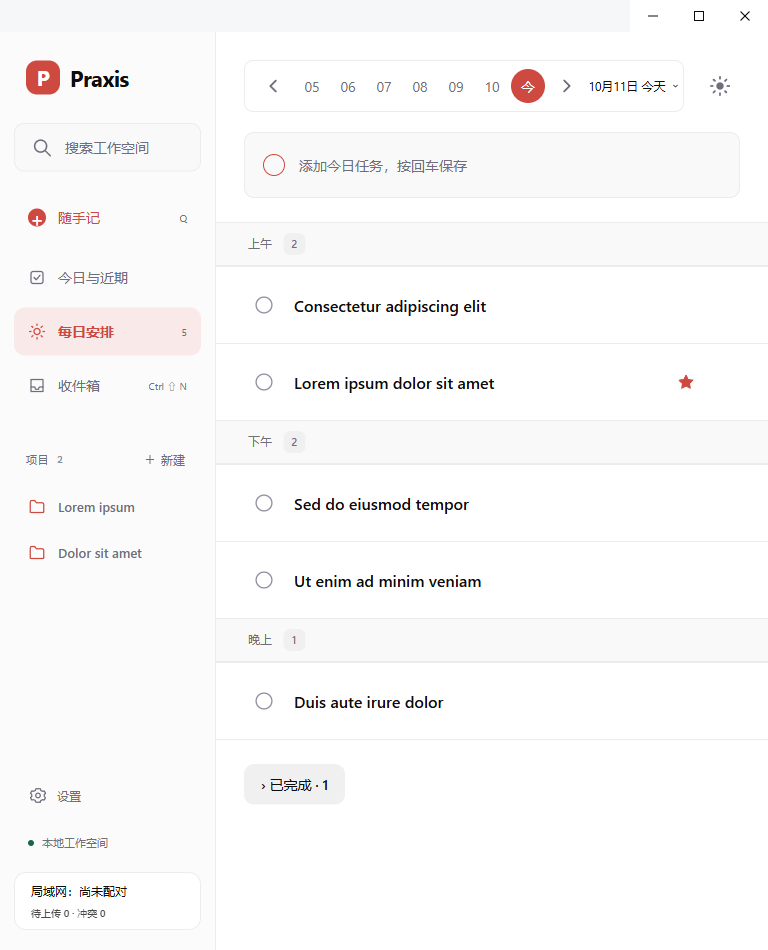 P Praxis
搜索工作空间
随手记 Q
今日与近期
每日安排 5
收件箱 Ctrl ⇧ N
项目 2 + 新建
Lorem ipsum
Dolor sit amet
设置
本地工作空间
局域网：尚未配对
待上传 0 · 冲突 0
05 06 07 08 09 10 今 10月11日 今天
添加今日任务，按回车保存
上午 2
Consectetur adipiscing elit
Lorem ipsum dolor sit amet
下午 2
Sed do eiusmod tempor
Ut enim ad minim veniam
晚上 1
Duis aute irure dolor
› 已完成 · 1